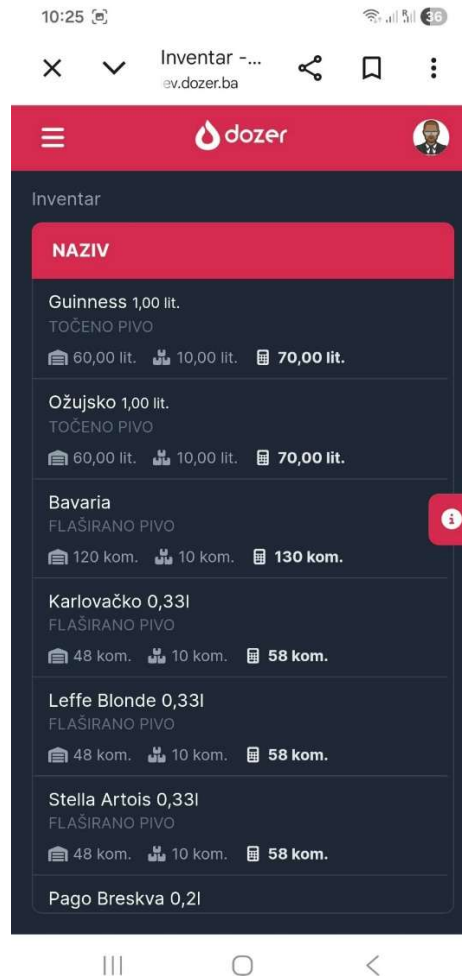 10:25
36
Inventar -...
ev.dozer.ba
dozer
Inventar
NAZIV
Guinness 1,00 lit.
TOČENO PIVO
60,00 lit. 10,00 lit. 70,00 lit.
Ožujsko 1,00 lit.
TOČENO PIVO
60,00 lit. 10,00 lit. 70,00 lit.
Bavaria
FLAŠIRANO PIVO
120 kom. 10 kom. 130 kom.
Karlovačko 0,33l
FLAŠIRANO PIVO
48 kom. 10 kom. 58 kom.
Leffe Blonde 0,33l
FLAŠIRANO PIVO
48 kom. 10 kom. 58 kom.
Stella Artois 0,33l
FLAŠIRANO PIVO
48 kom. 10 kom. 58 kom.
Pago Breskva 0,2l